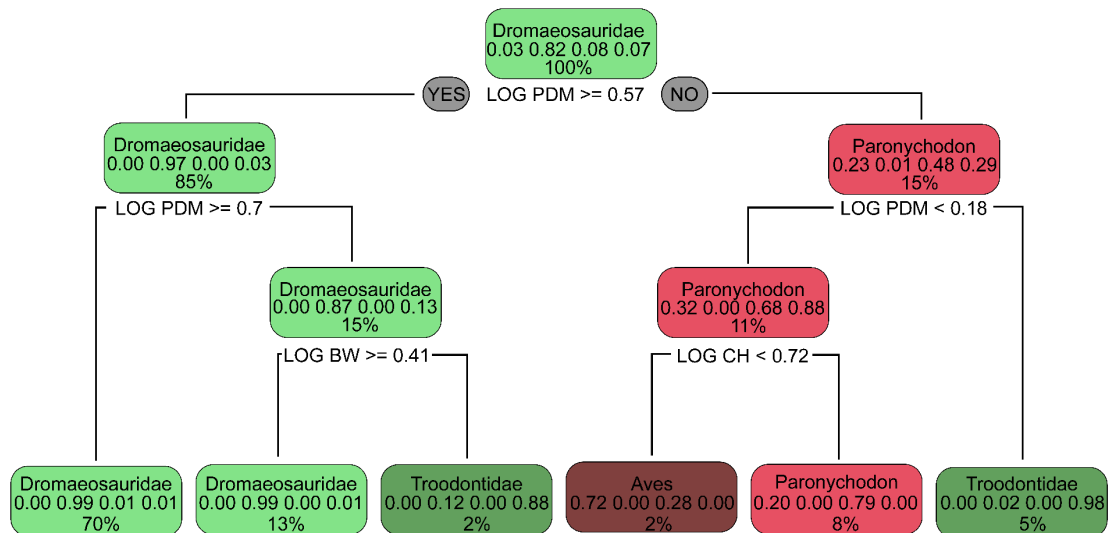 Dromaeosauridae
0.03 0.82 0.08 0.07
100%
YES LOG PDM >= 0.57 NO
Dromaeosauridae
0.00 0.97 0.00 0.03
85%
LOG PDM >= 0.7
Paronychodon
0.23 0.01 0.48 0.29
15%
LOG PDM < 0.18
Dromaeosauridae
0.00 0.87 0.00 0.13
15%
LOG BW >= 0.41
Paronychodon
0.32 0.00 0.68 0.88
11%
LOG CH < 0.72
Dromaeosauridae
0.00 0.99 0.01 0.01
70%
Dromaeosauridae
0.00 0.99 0.00 0.01
13%
Troodontidae
0.00 0.12 0.00 0.88
2%
Aves
0.72 0.00 0.28 0.00
2%
Paronychodon
0.20 0.00 0.79 0.00
8%
Troodontidae
0.00 0.02 0.00 0.98
5%